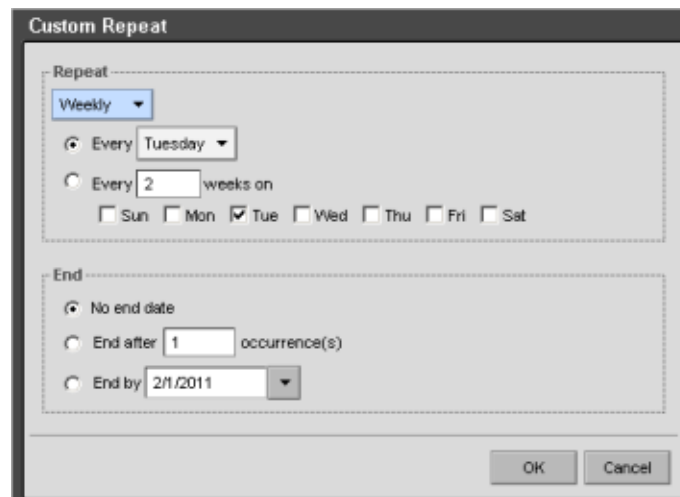 Custom Repeat
Repeat
Weekly
Every Tuesday
Every 2 weeks on
Sun Mon Tue Wed Thu Fri Sat
End
No end date
End after 1 occurrence(s)
End by 2/1/2011
OK Cancel